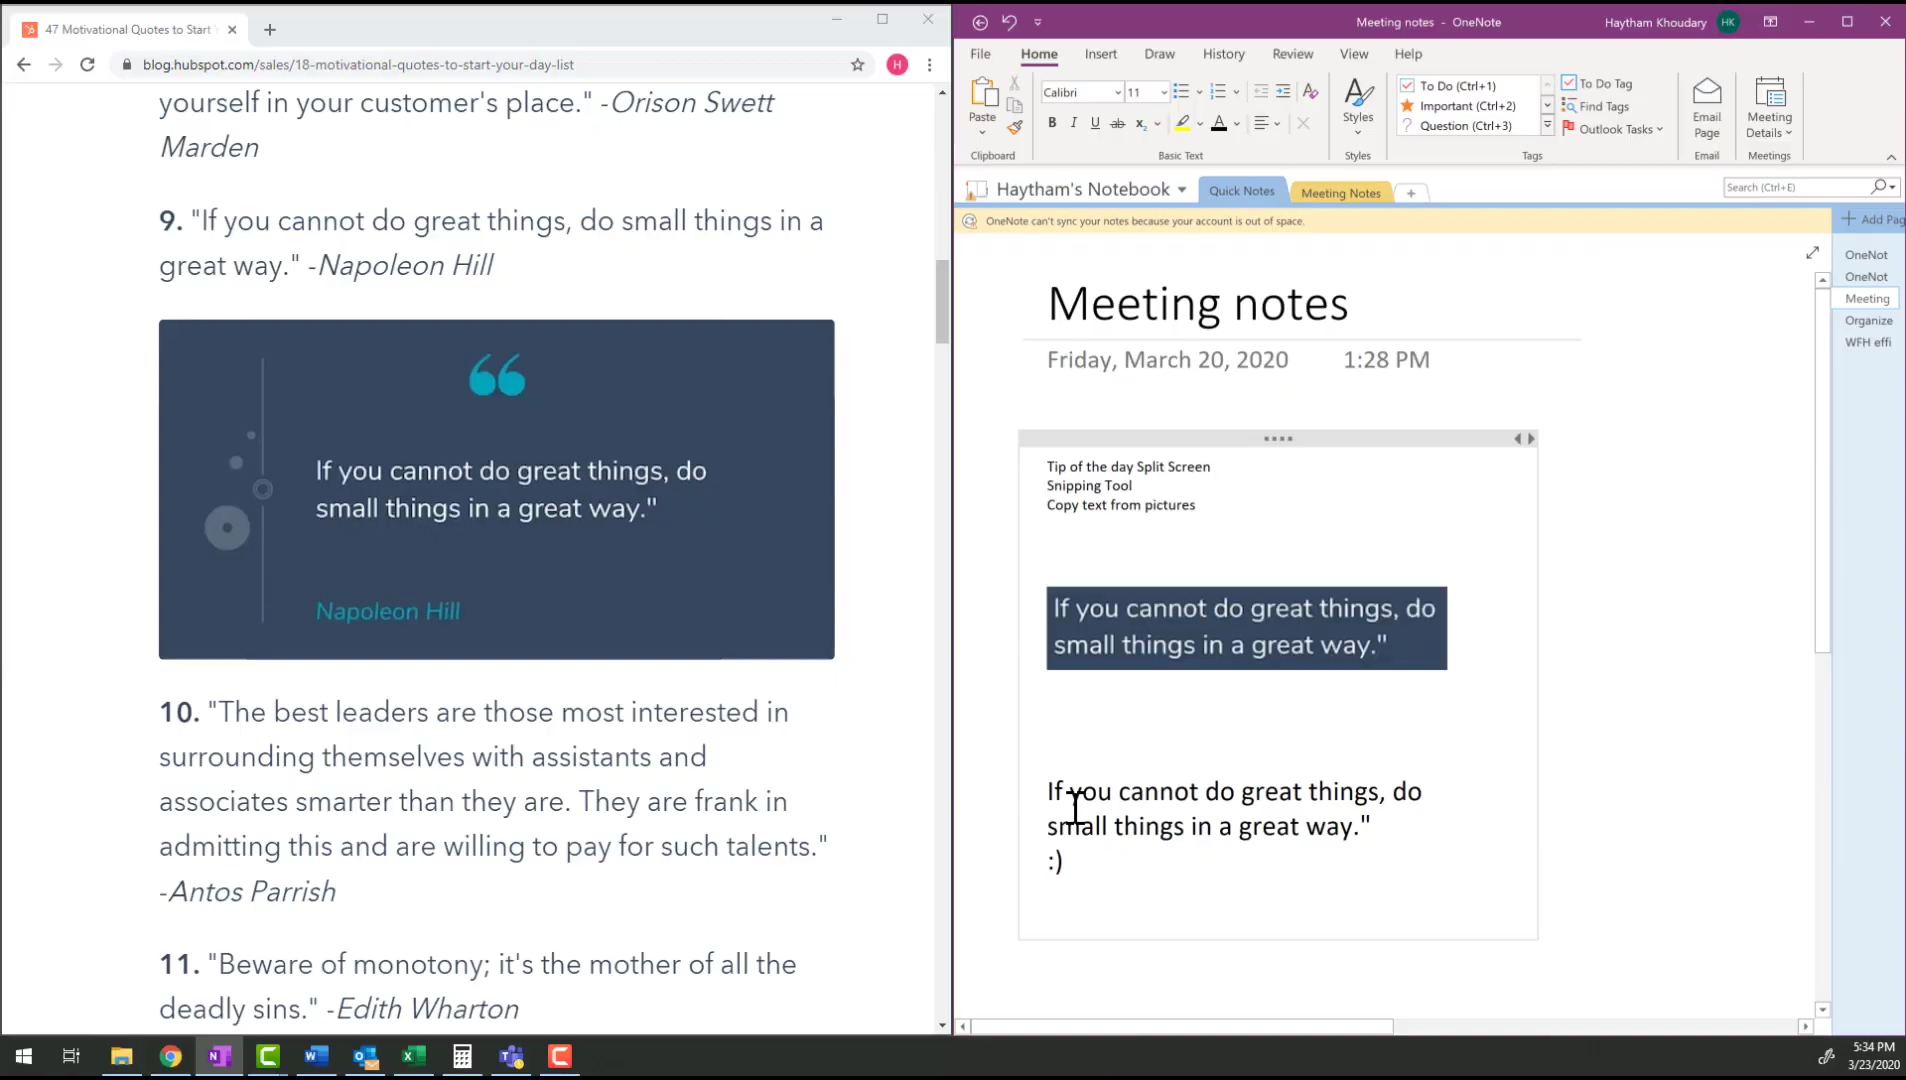 47 Motivational Quotes to Start
blog.hubspot.com/sales/18-motivational-quotes-to-start-your-day-list
H
yourself in your customer's place." -Orison Swett
Marden
9. "If you cannot do great things, do small things in a
great way." -Napoleon Hill
If you cannot do great things, do
small things in a great way."
Napoleon Hill
10. "The best leaders are those most interested in
surrounding themselves with assistants and
associates smarter than they are. They are frank in
admitting this and are willing to pay for such talents."
-Antos Parrish
11. "Beware of monotony; it's the mother of all the
deadly sins." -Edith Wharton
Meeting notes - OneNote
Haytham Khoudary HK
File Home Insert Draw History Review View Help
Paste
Clipboard
Calibri 11
B I U ab x₂ A
Basic Text
Styles
Styles
To Do (Ctrl+1)
Important (Ctrl+2)
Question (Ctrl+3)
To Do Tag
Find Tags
Outlook Tasks
Tags
Email
Page
Email
Meeting
Details
Meetings
Haytham's Notebook Quick Notes Meeting Notes Search (Ctrl+E)
OneNote can't sync your notes because your account is out of space.
Add Pag
OneNot
OneNot
Meeting
Organize
WFH effi
Meeting notes
Friday, March 20, 2020 1:28 PM
Tip of the day Split Screen
Snipping Tool
Copy text from pictures
If you cannot do great things, do
small things in a great way."
If you cannot do great things, do
small things in a great way."
:)
5:34 PM
3/23/2020